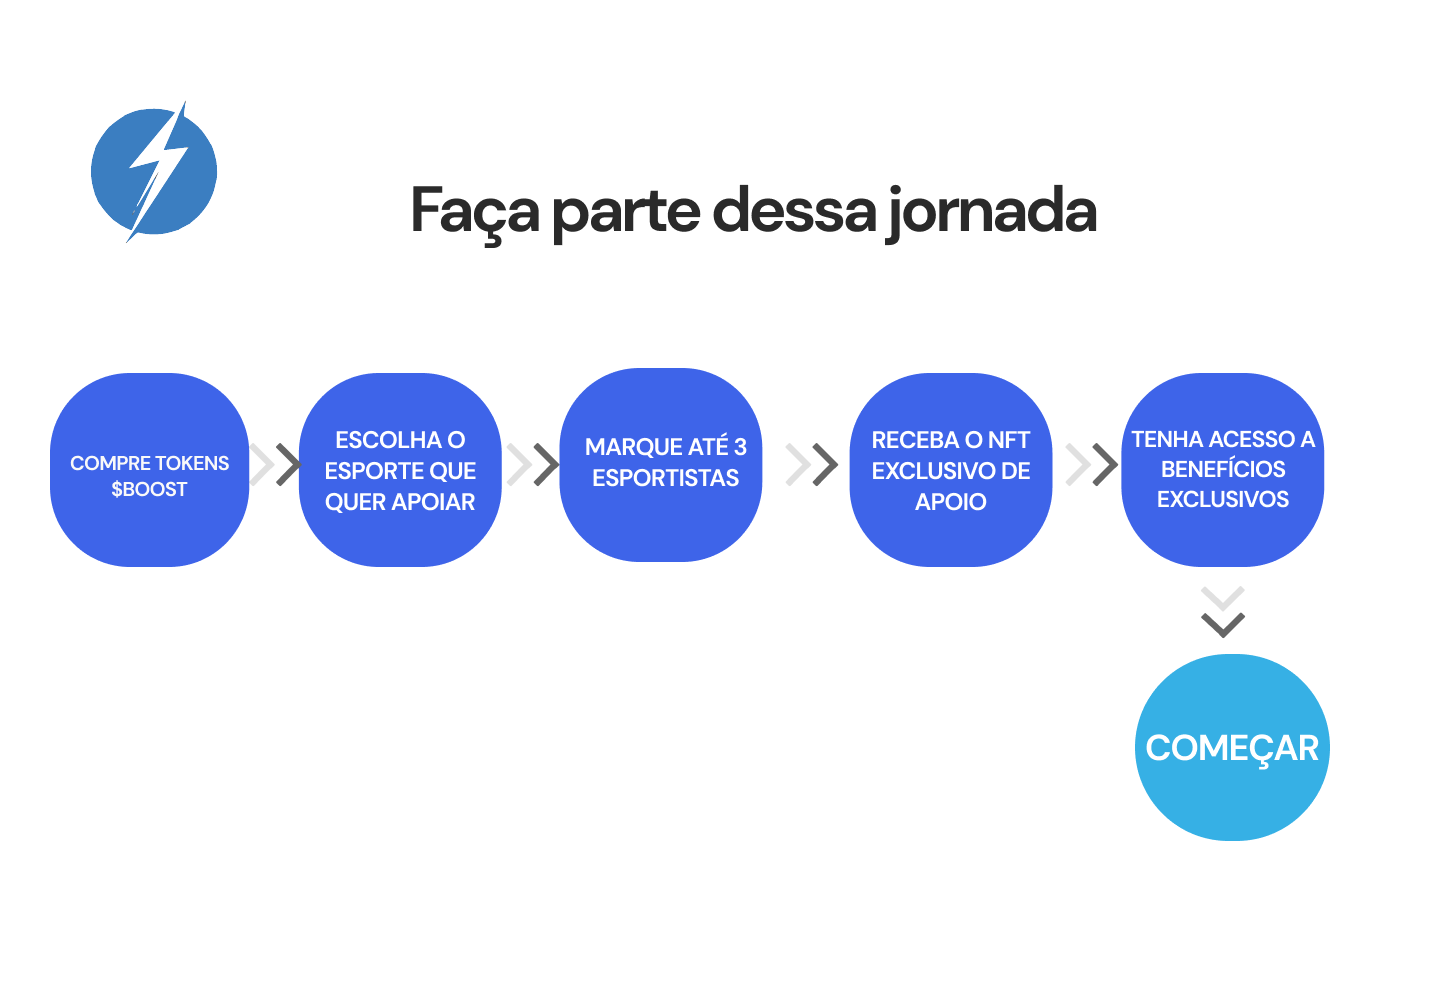 Faça parte dessa jornada
COMPRE TOKENS
$BOOST
ESCOLHA O
ESPORTE QUE
QUER APOIAR
MARQUE ATÉ 3
ESPORTISTAS
RECEBA O NFT
EXCLUSIVO DE
APOIO
TENHA ACESSO A
BENEFÍCIOS
EXCLUSIVOS
COMEÇAR